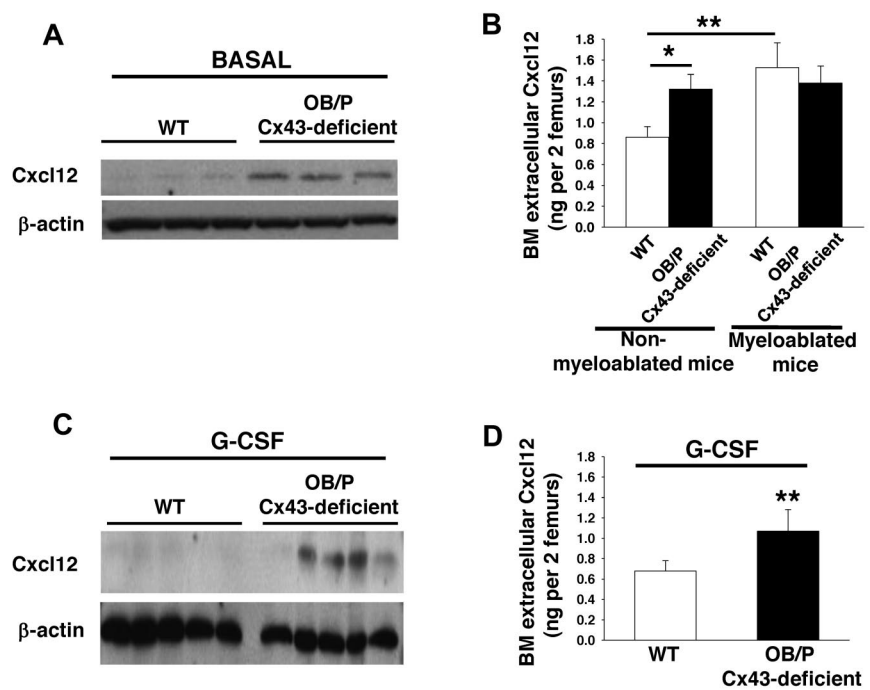 A
BASAL
WT
OB/P
Cx43-deficient
Cxcl12
β-actin
B
BM extracellular Cxcl12
(ng per 2 femurs)
1.8
1.6
1.4
1.2
1.0
0.8
0.6
0.4
0.2
0.0
**
*
WT
OB/P
Cx43-deficient
WT
OB/P
Cx43-deficient
Non-
myeloablated mice
Myeloablated
mice
C
G-CSF
WT
OB/P
Cx43-deficient
Cxcl12
β-actin
D
BM extracellular Cxcl12
(ng per 2 femurs)
1.8
1.6
1.4
1.2
1.0
0.8
0.6
0.4
0.2
0.0
G-CSF
**
WT
OB/P
Cx43-deficient